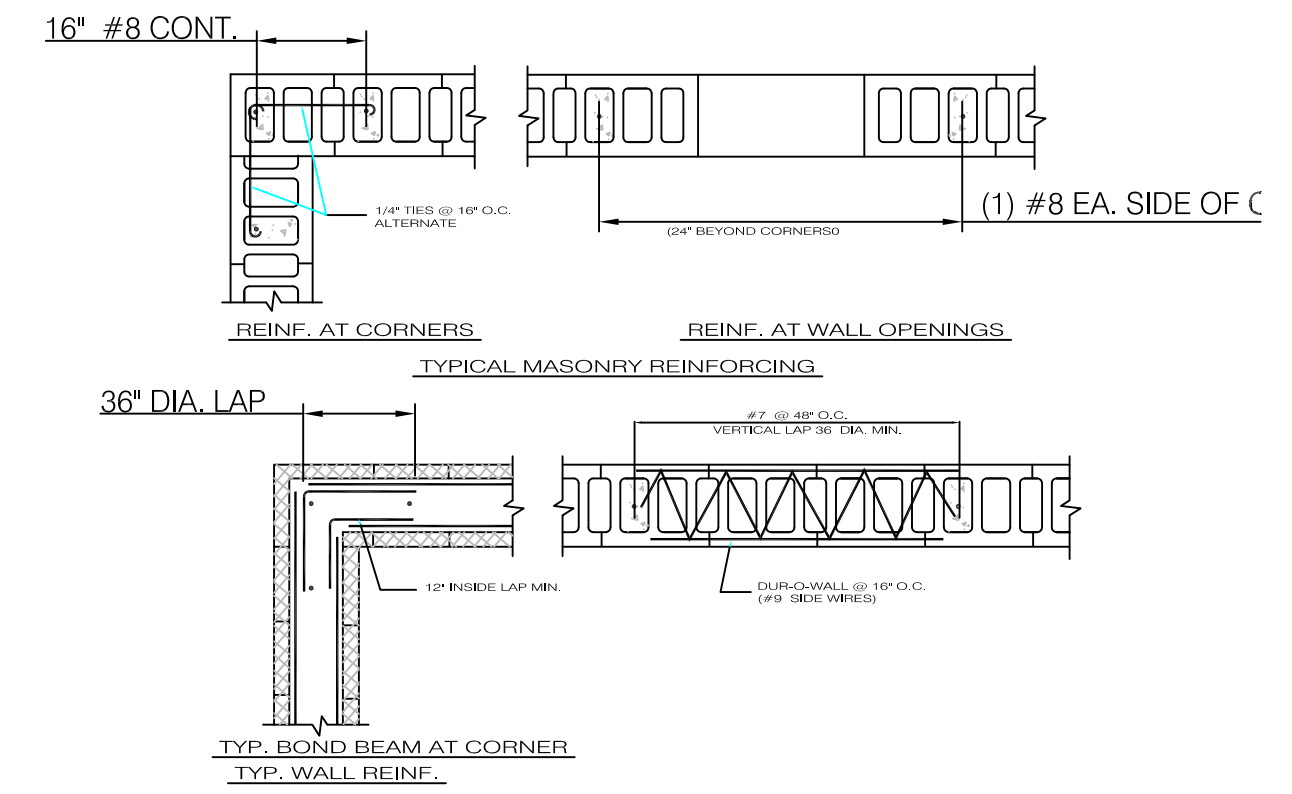 16" #8 CONT.
1/4" TIES @ 16" O.C.
ALTERNATE
(1) #8 EA. SIDE OF
(24" BEYOND CORNERS0
REINF. AT CORNERS
REINF. AT WALL OPENINGS
TYPICAL MASONRY REINFORCING
36" DIA. LAP
#7 @ 48" O.C.
VERTICAL LAP 36 DIA. MIN.
12" INSIDE LAP MIN.
DUR-O-WALL @ 16" O.C.
(#9 SIDE WIRES)
TYP. BOND BEAM AT CORNER
TYP. WALL REINF.